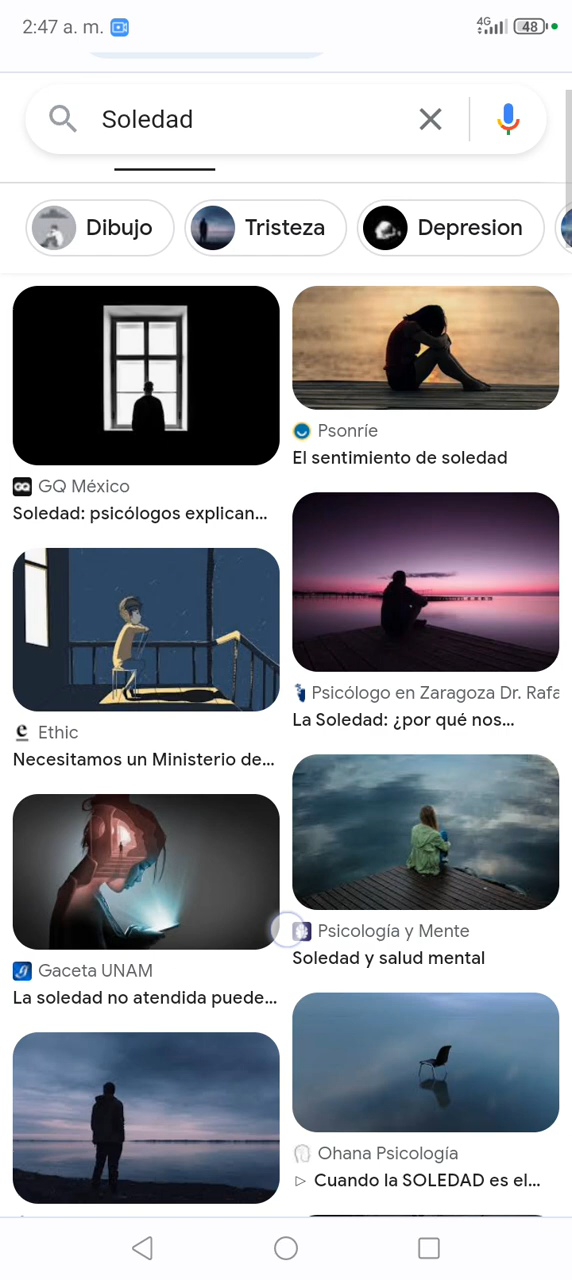 2:47 a. m.
4G
48
Soledad
Dibujo
Tristeza
Depresion
GQ México
Soledad: psicólogos explican...
Psonríe
El sentimiento de soledad
Ethic
Necesitamos un Ministerio de...
Psicólogo en Zaragoza Dr. Rafa
La Soledad: ¿por qué nos...
Gaceta UNAM
La soledad no atendida puede...
Psicología y Mente
Soledad y salud mental
Ohana Psicología
▷ Cuando la SOLEDAD es el...